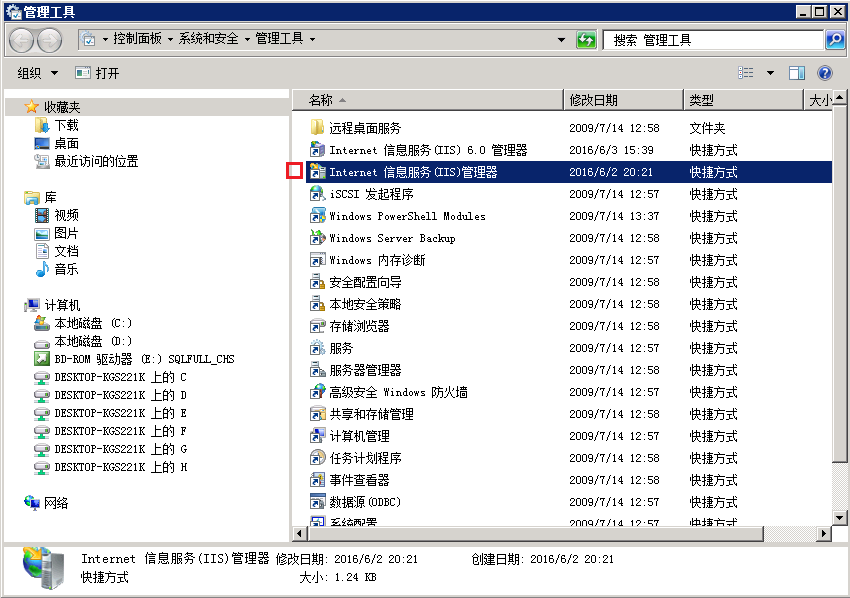 管理工具
控制面板 系统和安全 管理工具
搜索 管理工具
组织 打开
收藏夹
下载
桌面
最近访问的位置
库
视频
图片
文档
音乐
计算机
本地磁盘 (C:)
本地磁盘 (D:)
BD-ROM 驱动器 (E:) SQLFULL_CHS
DESKTOP-KGS221K 上的 C
DESKTOP-KGS221K 上的 D
DESKTOP-KGS221K 上的 E
DESKTOP-KGS221K 上的 F
DESKTOP-KGS221K 上的 G
DESKTOP-KGS221K 上的 H
网络
名称 修改日期 类型 大小
远程桌面服务 2009/7/14 12:58 文件夹
Internet 信息服务(IIS) 6.0 管理器 2016/6/3 15:39 快捷方式
Internet 信息服务(IIS)管理器 2016/6/2 20:21 快捷方式
iSCSI 发起程序 2009/7/14 12:57 快捷方式
Windows PowerShell Modules 2009/7/14 13:37 快捷方式
Windows Server Backup 2009/7/14 12:58 快捷方式
Windows 内存诊断 2009/7/14 12:57 快捷方式
安全配置向导 2009/7/14 12:58 快捷方式
本地安全策略 2009/7/14 12:58 快捷方式
存储浏览器 2009/7/14 12:58 快捷方式
服务 2009/7/14 12:57 快捷方式
服务器管理器 2009/7/14 12:58 快捷方式
高级安全 Windows 防火墙 2009/7/14 12:57 快捷方式
共享和存储管理 2009/7/14 12:58 快捷方式
计算机管理 2009/7/14 12:57 快捷方式
任务计划程序 2009/7/14 12:58 快捷方式
事件查看器 2009/7/14 12:58 快捷方式
数据源(ODBC) 2009/7/14 12:57 快捷方式
系统配置 2009/7/14 12:57 快捷方式
Internet 信息服务(IIS)管理器 修改日期: 2016/6/2 20:21 创建日期: 2016/6/2 20:21
快捷方式 大小: 1.24 KB